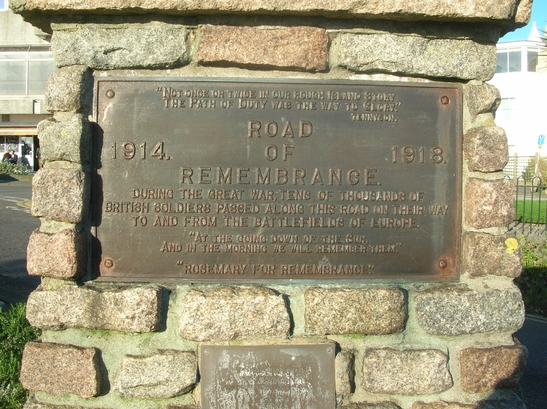 "NOT ONCE OR TWICE IN OUR ROUGH ISLAND STORY
THE PATH OF DUTY WAS THE WAY TO GLORY"
TENNYSON.
ROAD
1914. OF 1918.
REMEMBRANCE.
DURING THE GREAT WAR TENS OF THOUSANDS OF
BRITISH SOLDIERS PASSED ALONG THIS ROAD ON THEIR WAY
TO AND FROM THE BATTLEFIELDS OF EUROPE.
"AT THE GOING DOWN OF THE SUN,
AND IN THE MORNING WE WILL REMEMBER THEM"
"ROSEMARY FOR REMEMBRANCE"